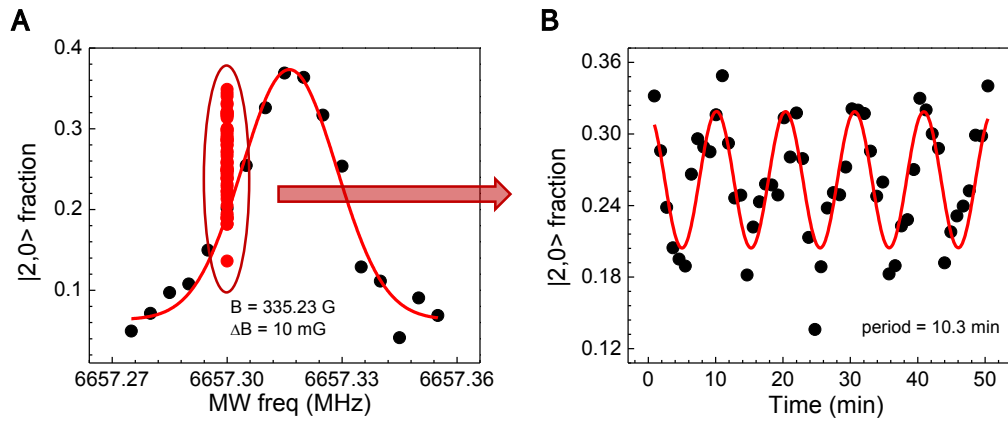 A
|2,0> fraction
0.4
0.3
0.2
0.1
B = 335.23 G
ΔB = 10 mG
6657.27
6657.30
6657.33
6657.36
MW freq (MHz)
B
|2,0> fraction
0.36
0.30
0.24
0.18
0.12
period = 10.3 min
0
10
20
30
40
50
Time (min)